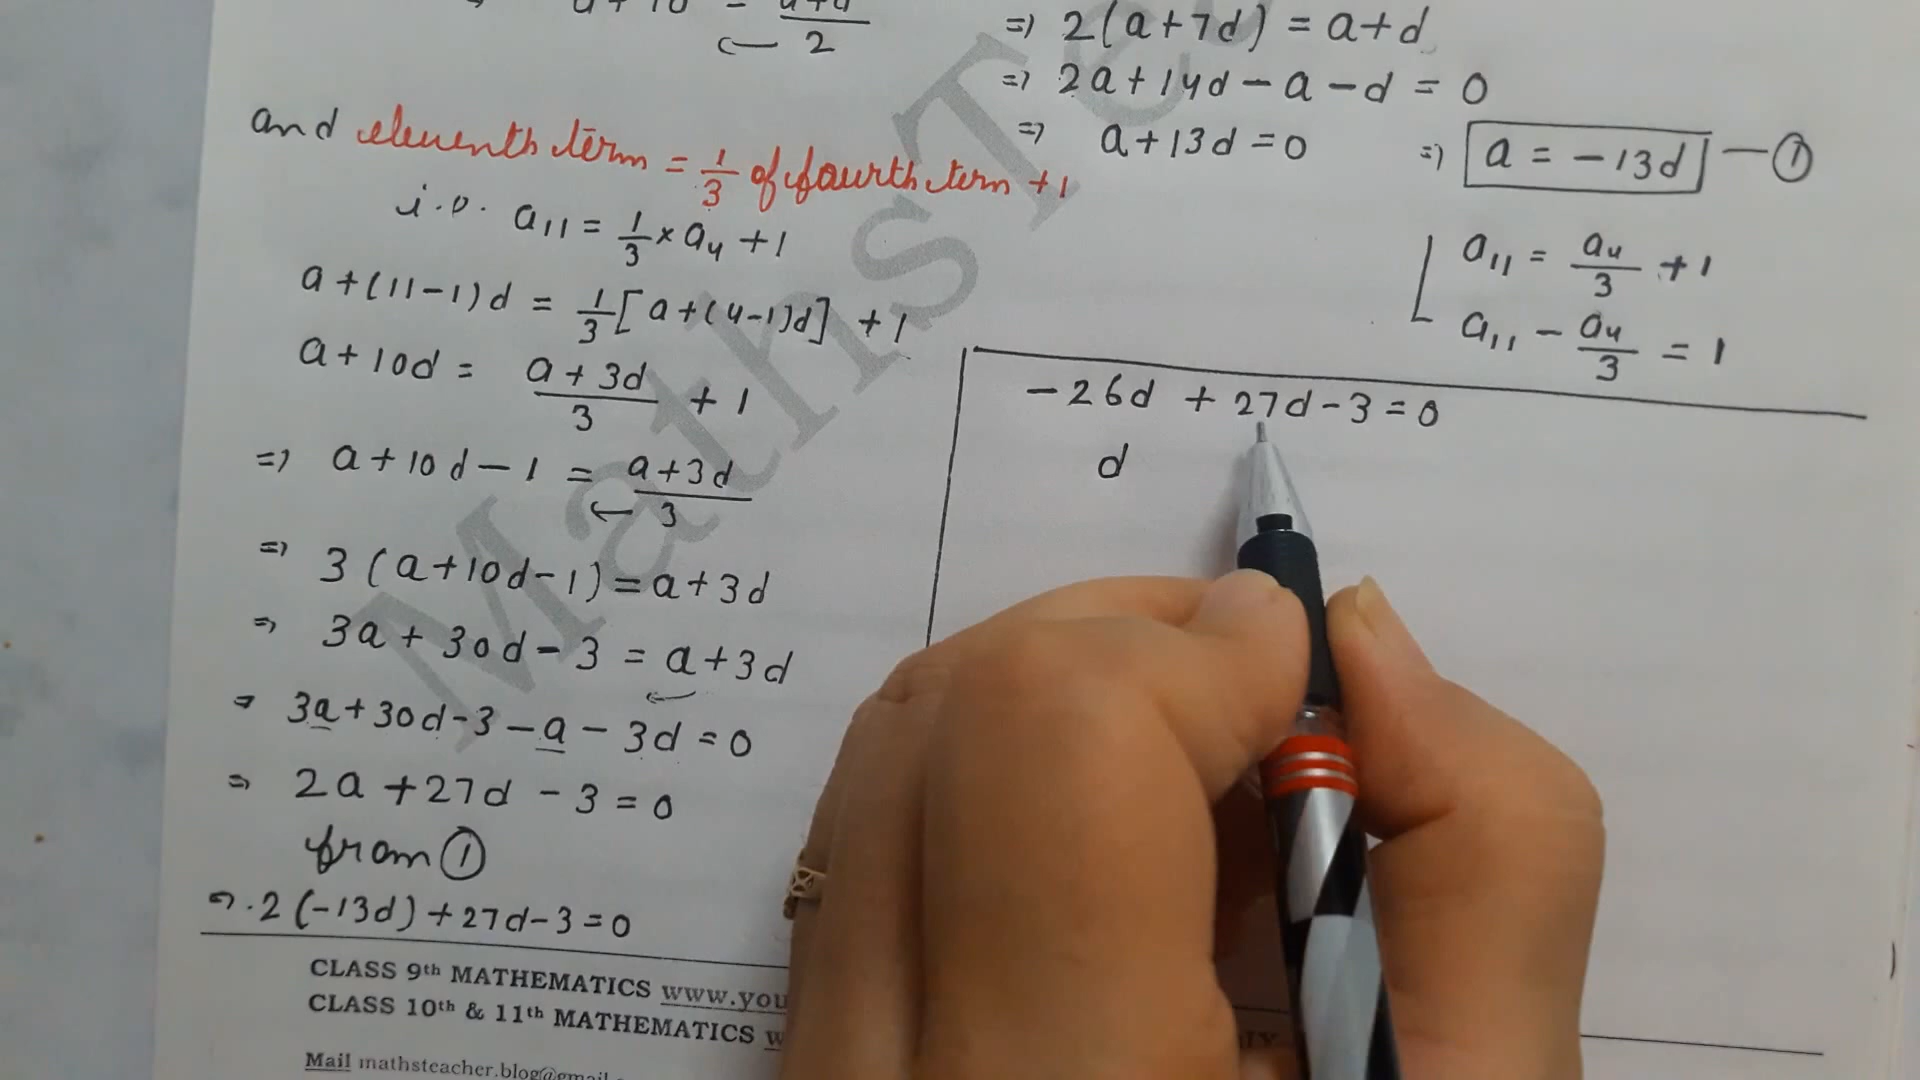 2
⇒ 2(a+7d) = a+d
⇒ 2a+14d-a-d = 0
⇒ a+13d=0 ⇒ a = -13d — ①
and eleventh term = 1/3 of fourth term +1
a11 = 1/3 × a4 +1
a+(11-1)d = 1/3[a+(4-1)d] +1
a+10d = (a+3d)/3 + 1
⇒ a+10d-1 = (a+3d)/3
⇒ 3(a+10d-1)=a+3d
⇒ 3a+30d-3 = a+3d
⇒ 3a+30d-3-a-3d=0
⇒ 2a+27d-3=0
from ①
⇒ 2(-13d)+27d-3=0
a11 = a4/3 +1
a11 - a4/3 = 1
-26d + 27d-3=0
d
CLASS 9th MATHEMATICS www.you
CLASS 10th & 11th MATHEMATICS w
Mail mathsteacher.blog@gmail